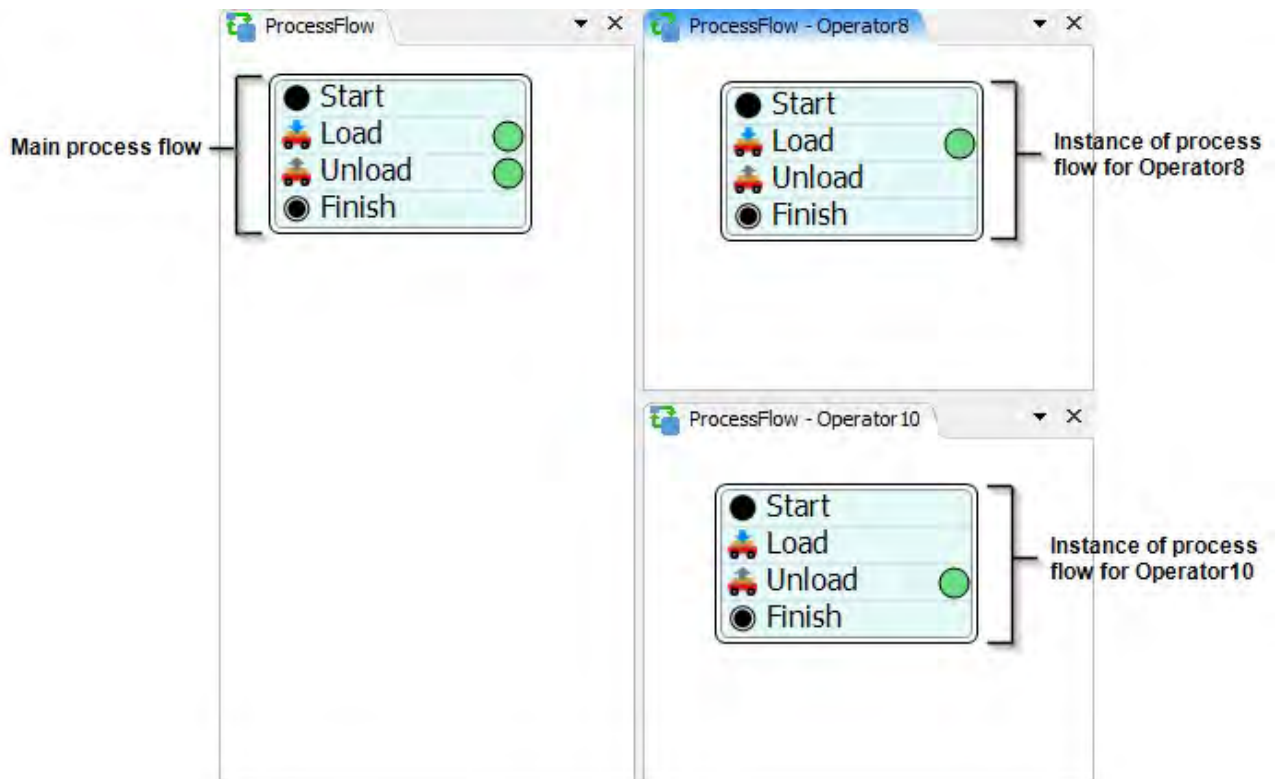 ProcessFlow
Start
Load
Unload
Finish
Main process flow
ProcessFlow - Operator8
Start
Load
Unload
Finish
Instance of process
flow for Operator8
ProcessFlow - Operator10
Start
Load
Unload
Finish
Instance of process
flow for Operator10